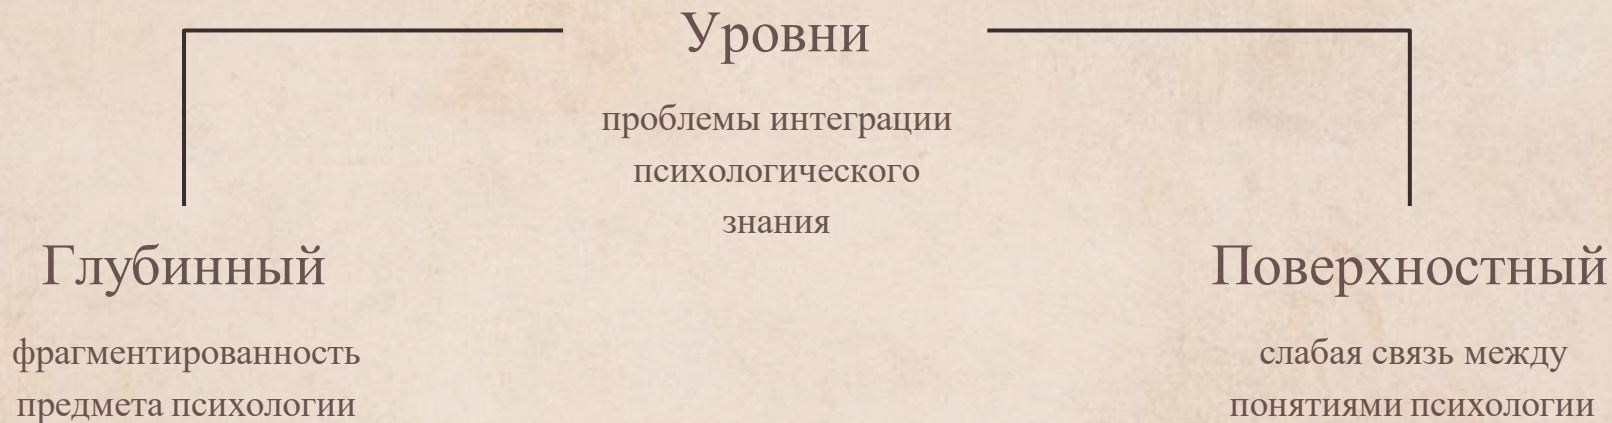 Уровни
проблемы интеграции
психологического
знания
Глубинный
фрагментированность
предмета психологии
Поверхностный
слабая связь между
понятиями психологии